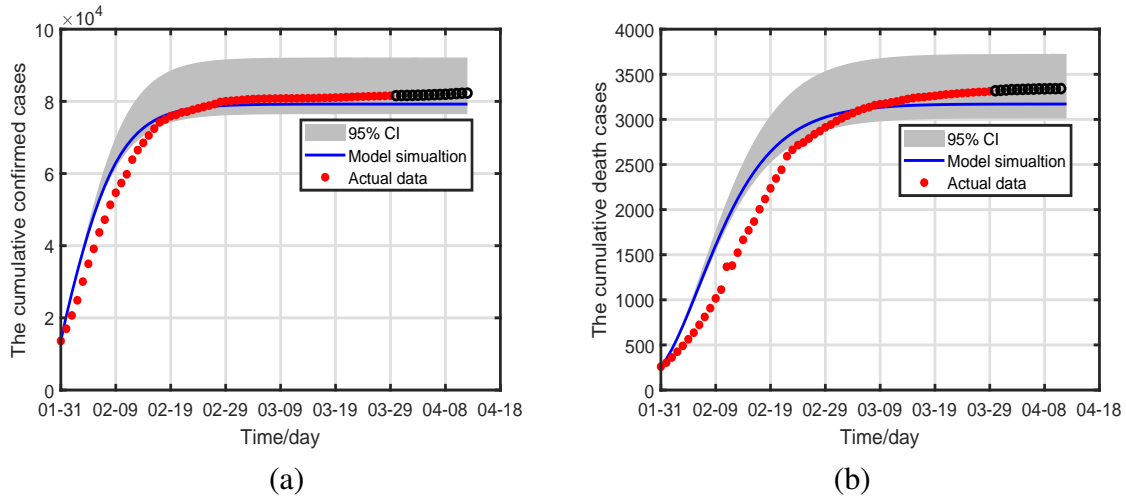 ×10⁴
The cumulative confirmed cases
10
8
6
4
2
0
95% CI
Model simualtion
Actual data
01-31 02-09 02-19 02-29 03-09 03-19 03-29 04-08 04-18
Time/day
(a)
The cumulative death cases
4000
3500
3000
2500
2000
1500
1000
500
0
95% CI
Model simualtion
Actual data
01-31 02-09 02-19 02-29 03-09 03-19 03-29 04-08 04-18
Time/day
(b)